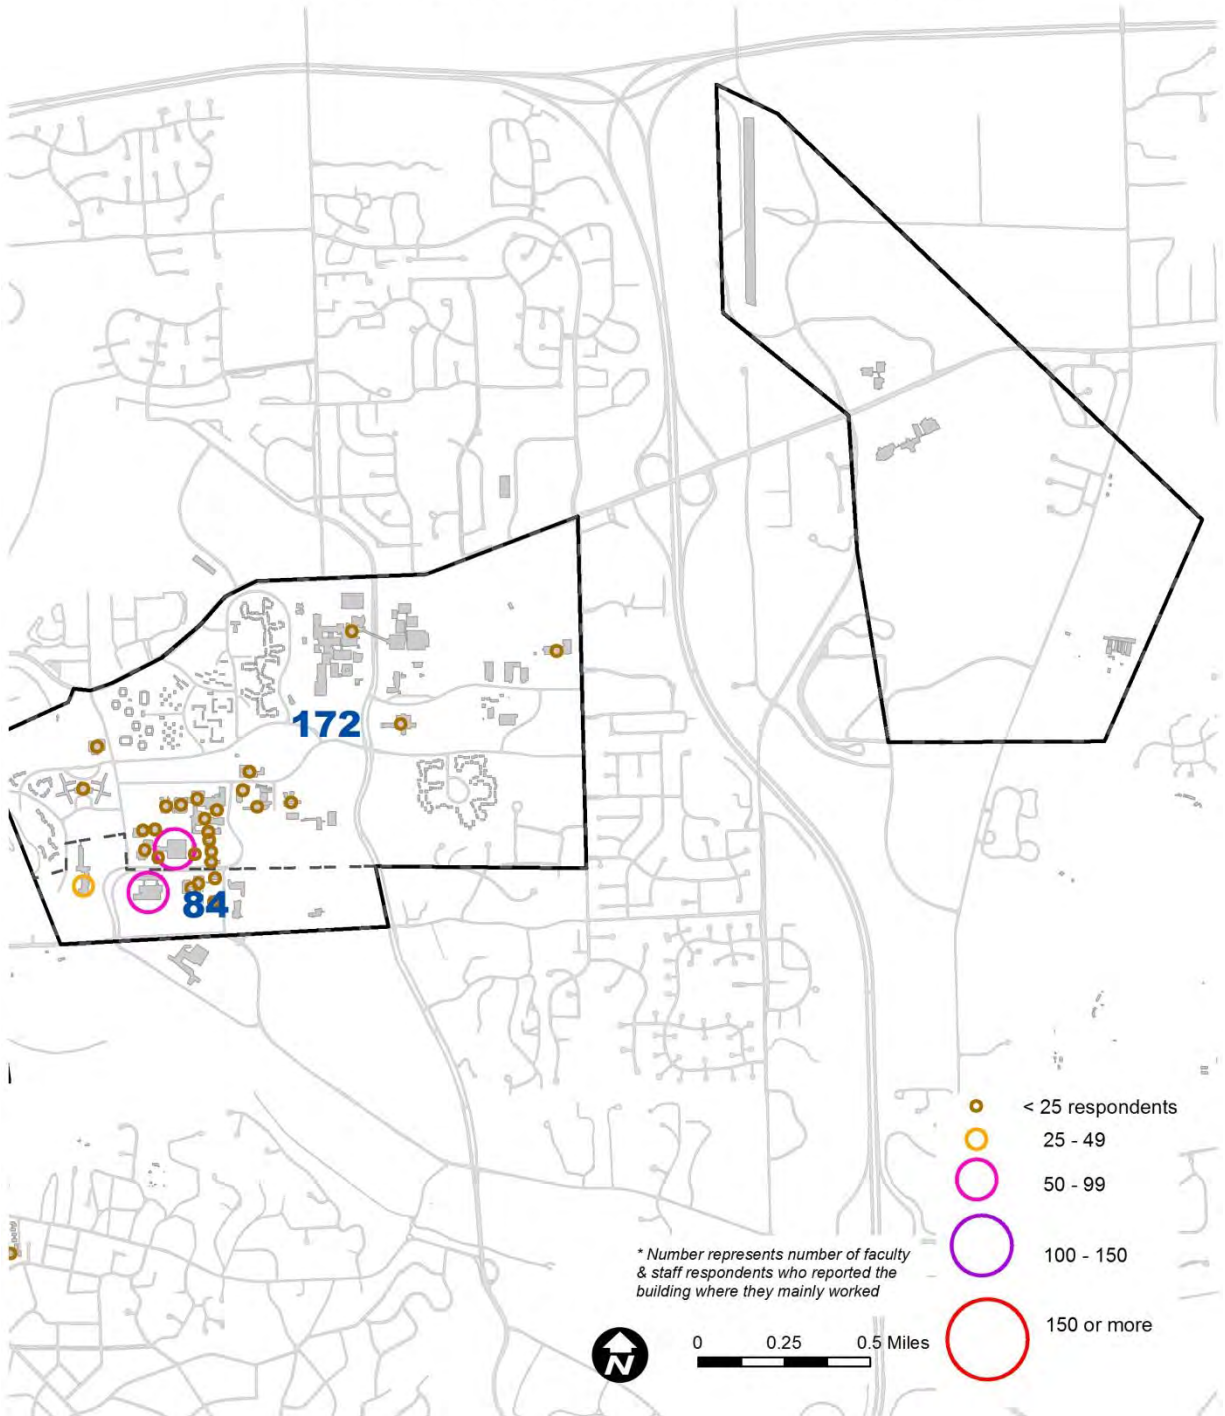 172
84
< 25 respondents
25 - 49
50 - 99
100 - 150
150 or more
* Number represents number of faculty
& staff respondents who reported the
building where they mainly worked
N
0 0.25 0.5 Miles